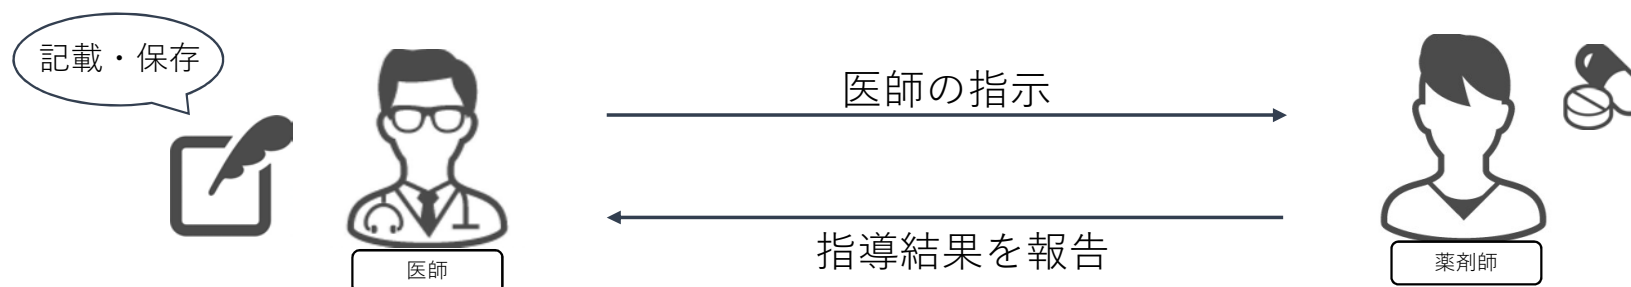 記載・保存
医師の指示
指導結果を報告
医師
薬剤師